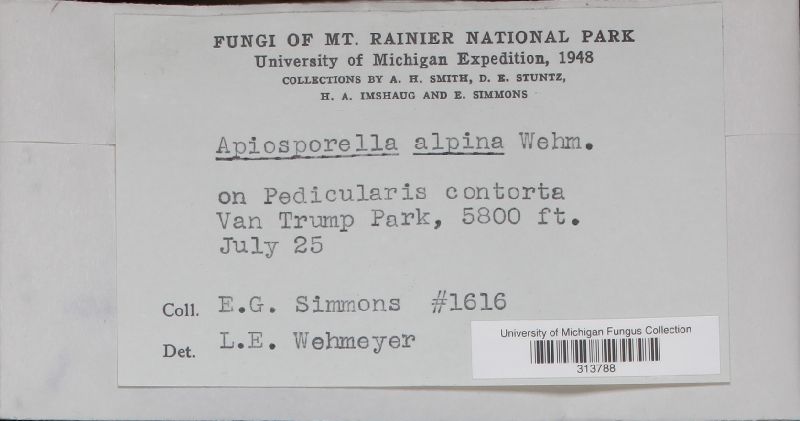 FUNGI OF MT. RAINIER NATIONAL PARK
University of Michigan Expedition, 1948
COLLECTIONS BY A. H. SMITH, D. E. STUNTZ,
H. A. IMSHAUG AND E. SIMMONS
Apiosporella alpina Wehm.
on Pedicularis contorta
Van Trump Park, 5800 ft.
July 25
Coll. E.G. Simmons #1616
Det. L.E. Wehmeyer
University of Michigan Fungus Collection
313788